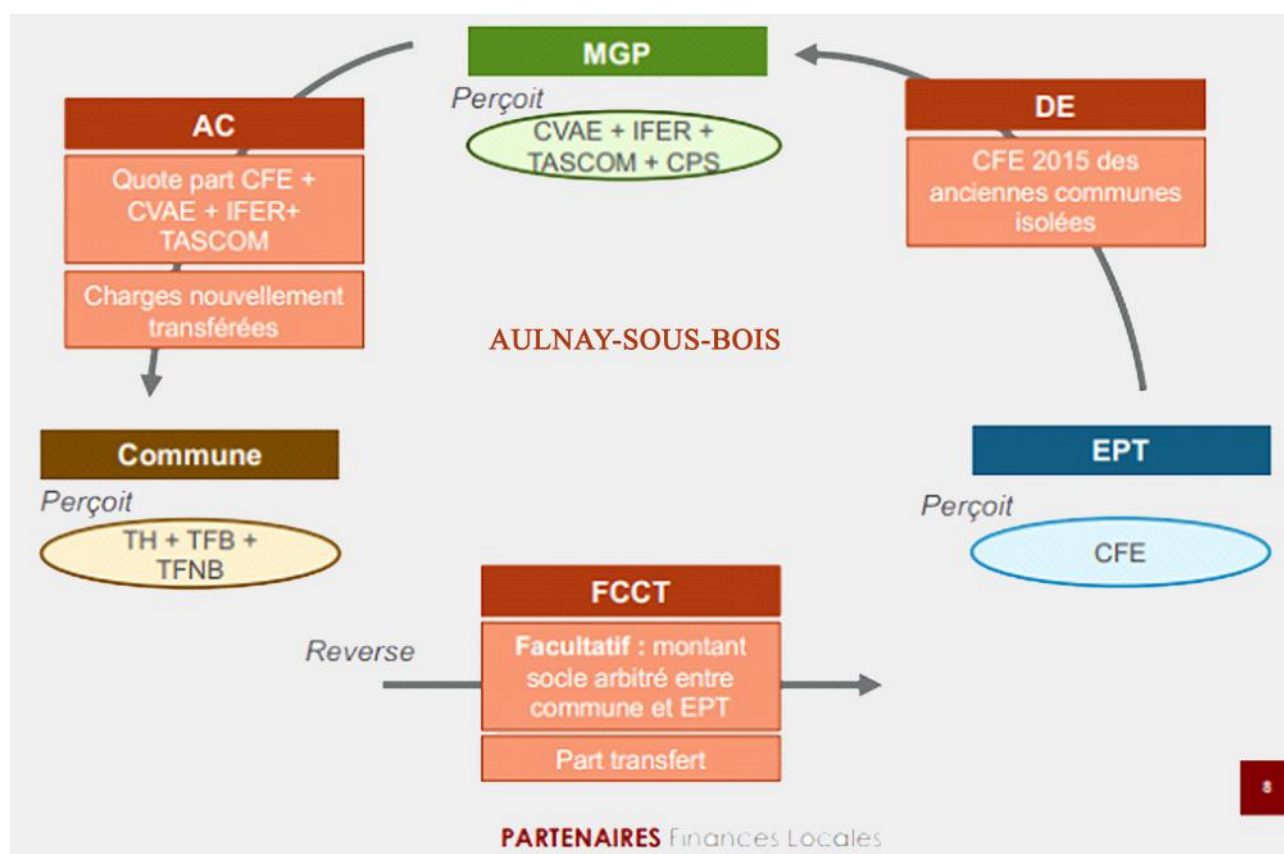 MGP
Perçoit
CVAE + IFER +
TASCOM + CPS
AC
Quote part CFE +
CVAE + IFER+
TASCOM
Charges nouvellement
transférées
DE
CFE 2015 des
anciennes communes
isolées
AULNAY-SOUS-BOIS
Commune
Perçoit
TH + TFB +
TFNB
EPT
Perçoit
CFE
Reverse
FCCT
Facultatif : montant
socle arbitré entre
commune et EPT
Part transfert
8
PARTENAIRES Finances Locales